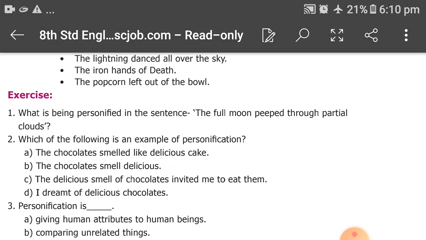 21% 6:10 pm
8th Std Engl...scjob.com – Read-only
• The lightning danced all over the sky.
• The iron hands of Death.
• The popcorn left out of the bowl.
Exercise:
1. What is being personified in the sentence- ‘The full moon peeped through partial
clouds’?
2. Which of the following is an example of personification?
a) The chocolates smelled like delicious cake.
b) The chocolates smell delicious.
c) The delicious smell of chocolates invited me to eat them.
d) I dreamt of delicious chocolates.
3. Personification is_____.
a) giving human attributes to human beings.
b) comparing unrelated things.